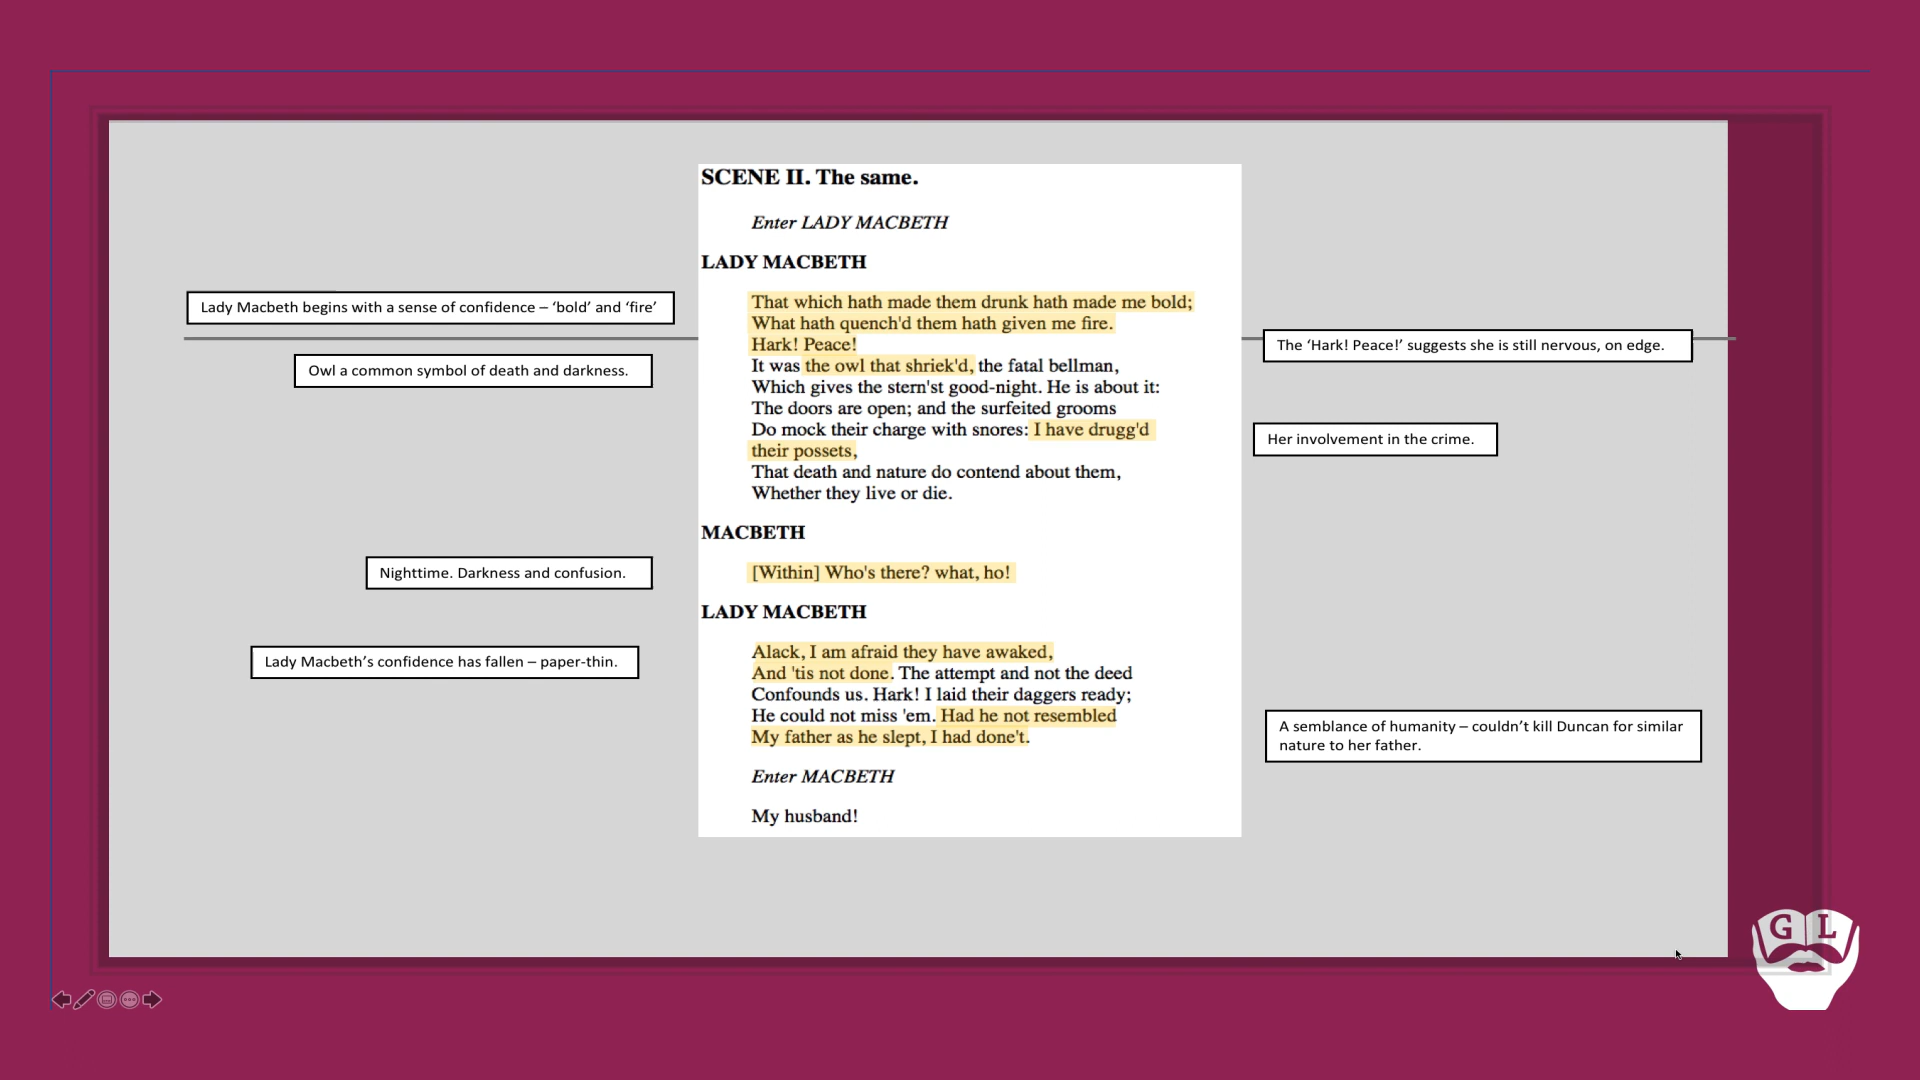 SCENE II. The same.
Enter LADY MACBETH
LADY MACBETH
Lady Macbeth begins with a sense of confidence – ‘bold’ and ‘fire’
That which hath made them drunk hath made me bold;
What hath quench'd them hath given me fire.
Hark! Peace!
The ‘Hark! Peace!’ suggests she is still nervous, on edge.
Owl a common symbol of death and darkness.
It was the owl that shriek'd, the fatal bellman,
Which gives the stern'st good-night. He is about it:
The doors are open; and the surfeited grooms
Do mock their charge with snores: I have drugg'd
their possets,
Her involvement in the crime.
That death and nature do contend about them,
Whether they live or die.
MACBETH
Nighttime. Darkness and confusion.
[Within] Who's there? what, ho!
LADY MACBETH
Lady Macbeth’s confidence has fallen – paper-thin.
Alack, I am afraid they have awaked,
And 'tis not done. The attempt and not the deed
Confounds us. Hark! I laid their daggers ready;
He could not miss 'em. Had he not resembled
My father as he slept, I had done't.
A semblance of humanity – couldn’t kill Duncan for similar
nature to her father.
Enter MACBETH
My husband!
G L